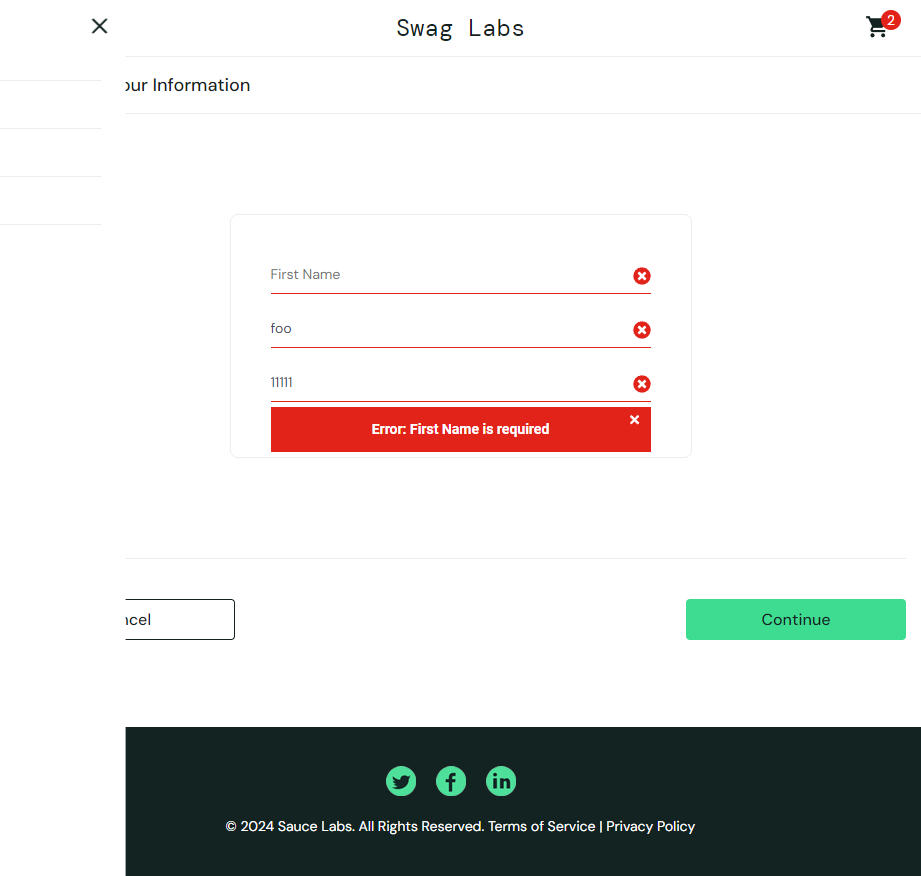 Swag Labs
2
our Information
First Name
foo
11111
Error: First Name is required
ncel
Continue
© 2024 Sauce Labs. All Rights Reserved. Terms of Service | Privacy Policy